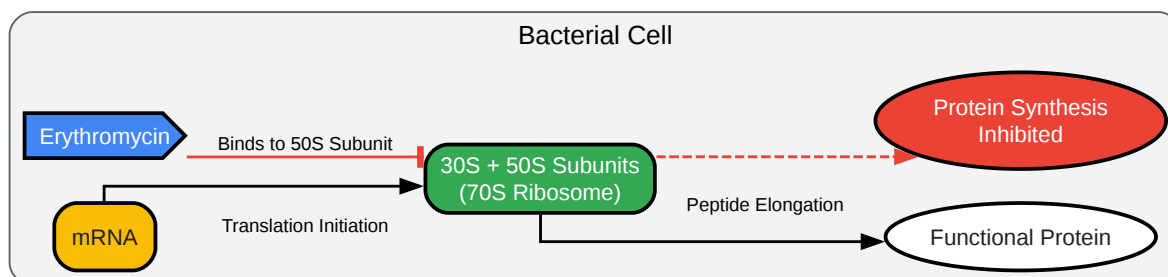 Bacterial Cell
Erythromycin
Binds to 50S Subunit
Protein Synthesis
Inhibited
30S + 50S Subunits
(70S Ribosome)
mRNA
Translation Initiation
Peptide Elongation
Functional Protein